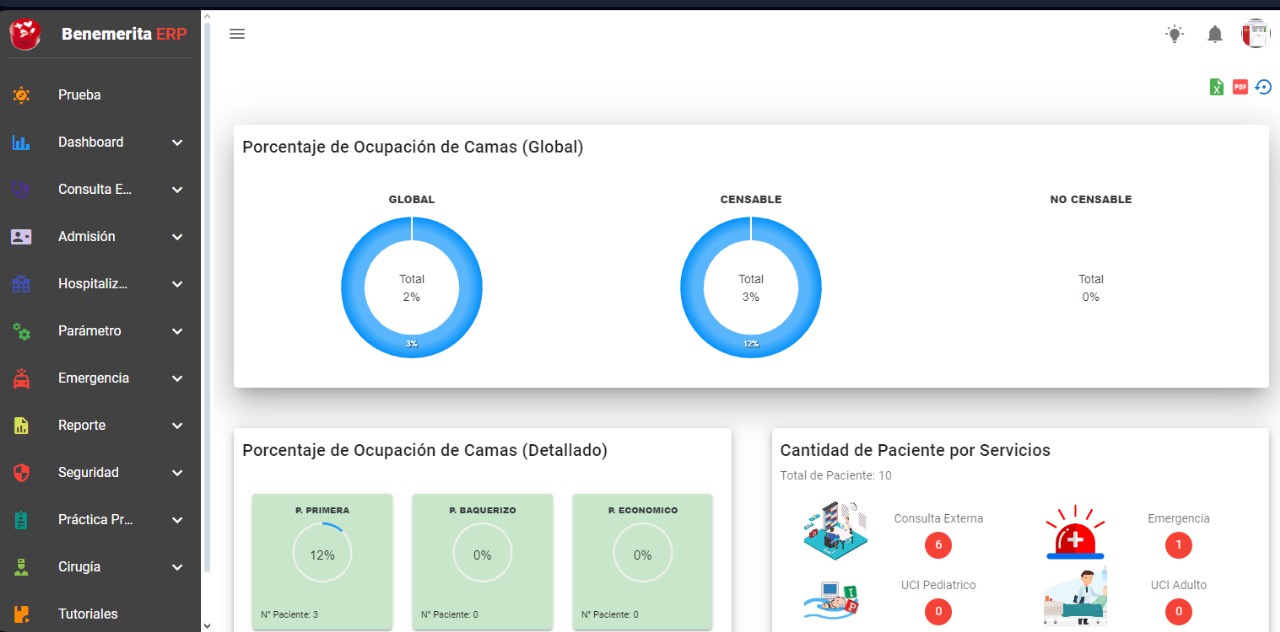 Benemerita ERP
Prueba
Dashboard
Consulta E...
Admisión
Hospitaliz...
Parámetro
Emergencia
Reporte
Seguridad
Práctica Pr...
Cirugía
Tutoriales
X
PDF
Porcentaje de Ocupación de Camas (Global)
GLOBAL
Total
2%
3%
CENSABLE
Total
3%
12%
NO CENSABLE
Total
0%
Porcentaje de Ocupación de Camas (Detallado)
P. PRIMERA
12%
N° Paciente: 3
P. BAQUERIZO
0%
N° Paciente: 0
P. ECONOMICO
0%
N° Paciente: 0
Cantidad de Paciente por Servicios
Total de Paciente: 10
Consulta Externa
6
Emergencia
1
UCI Pediatrico
0
I
P
UCI Adulto
0